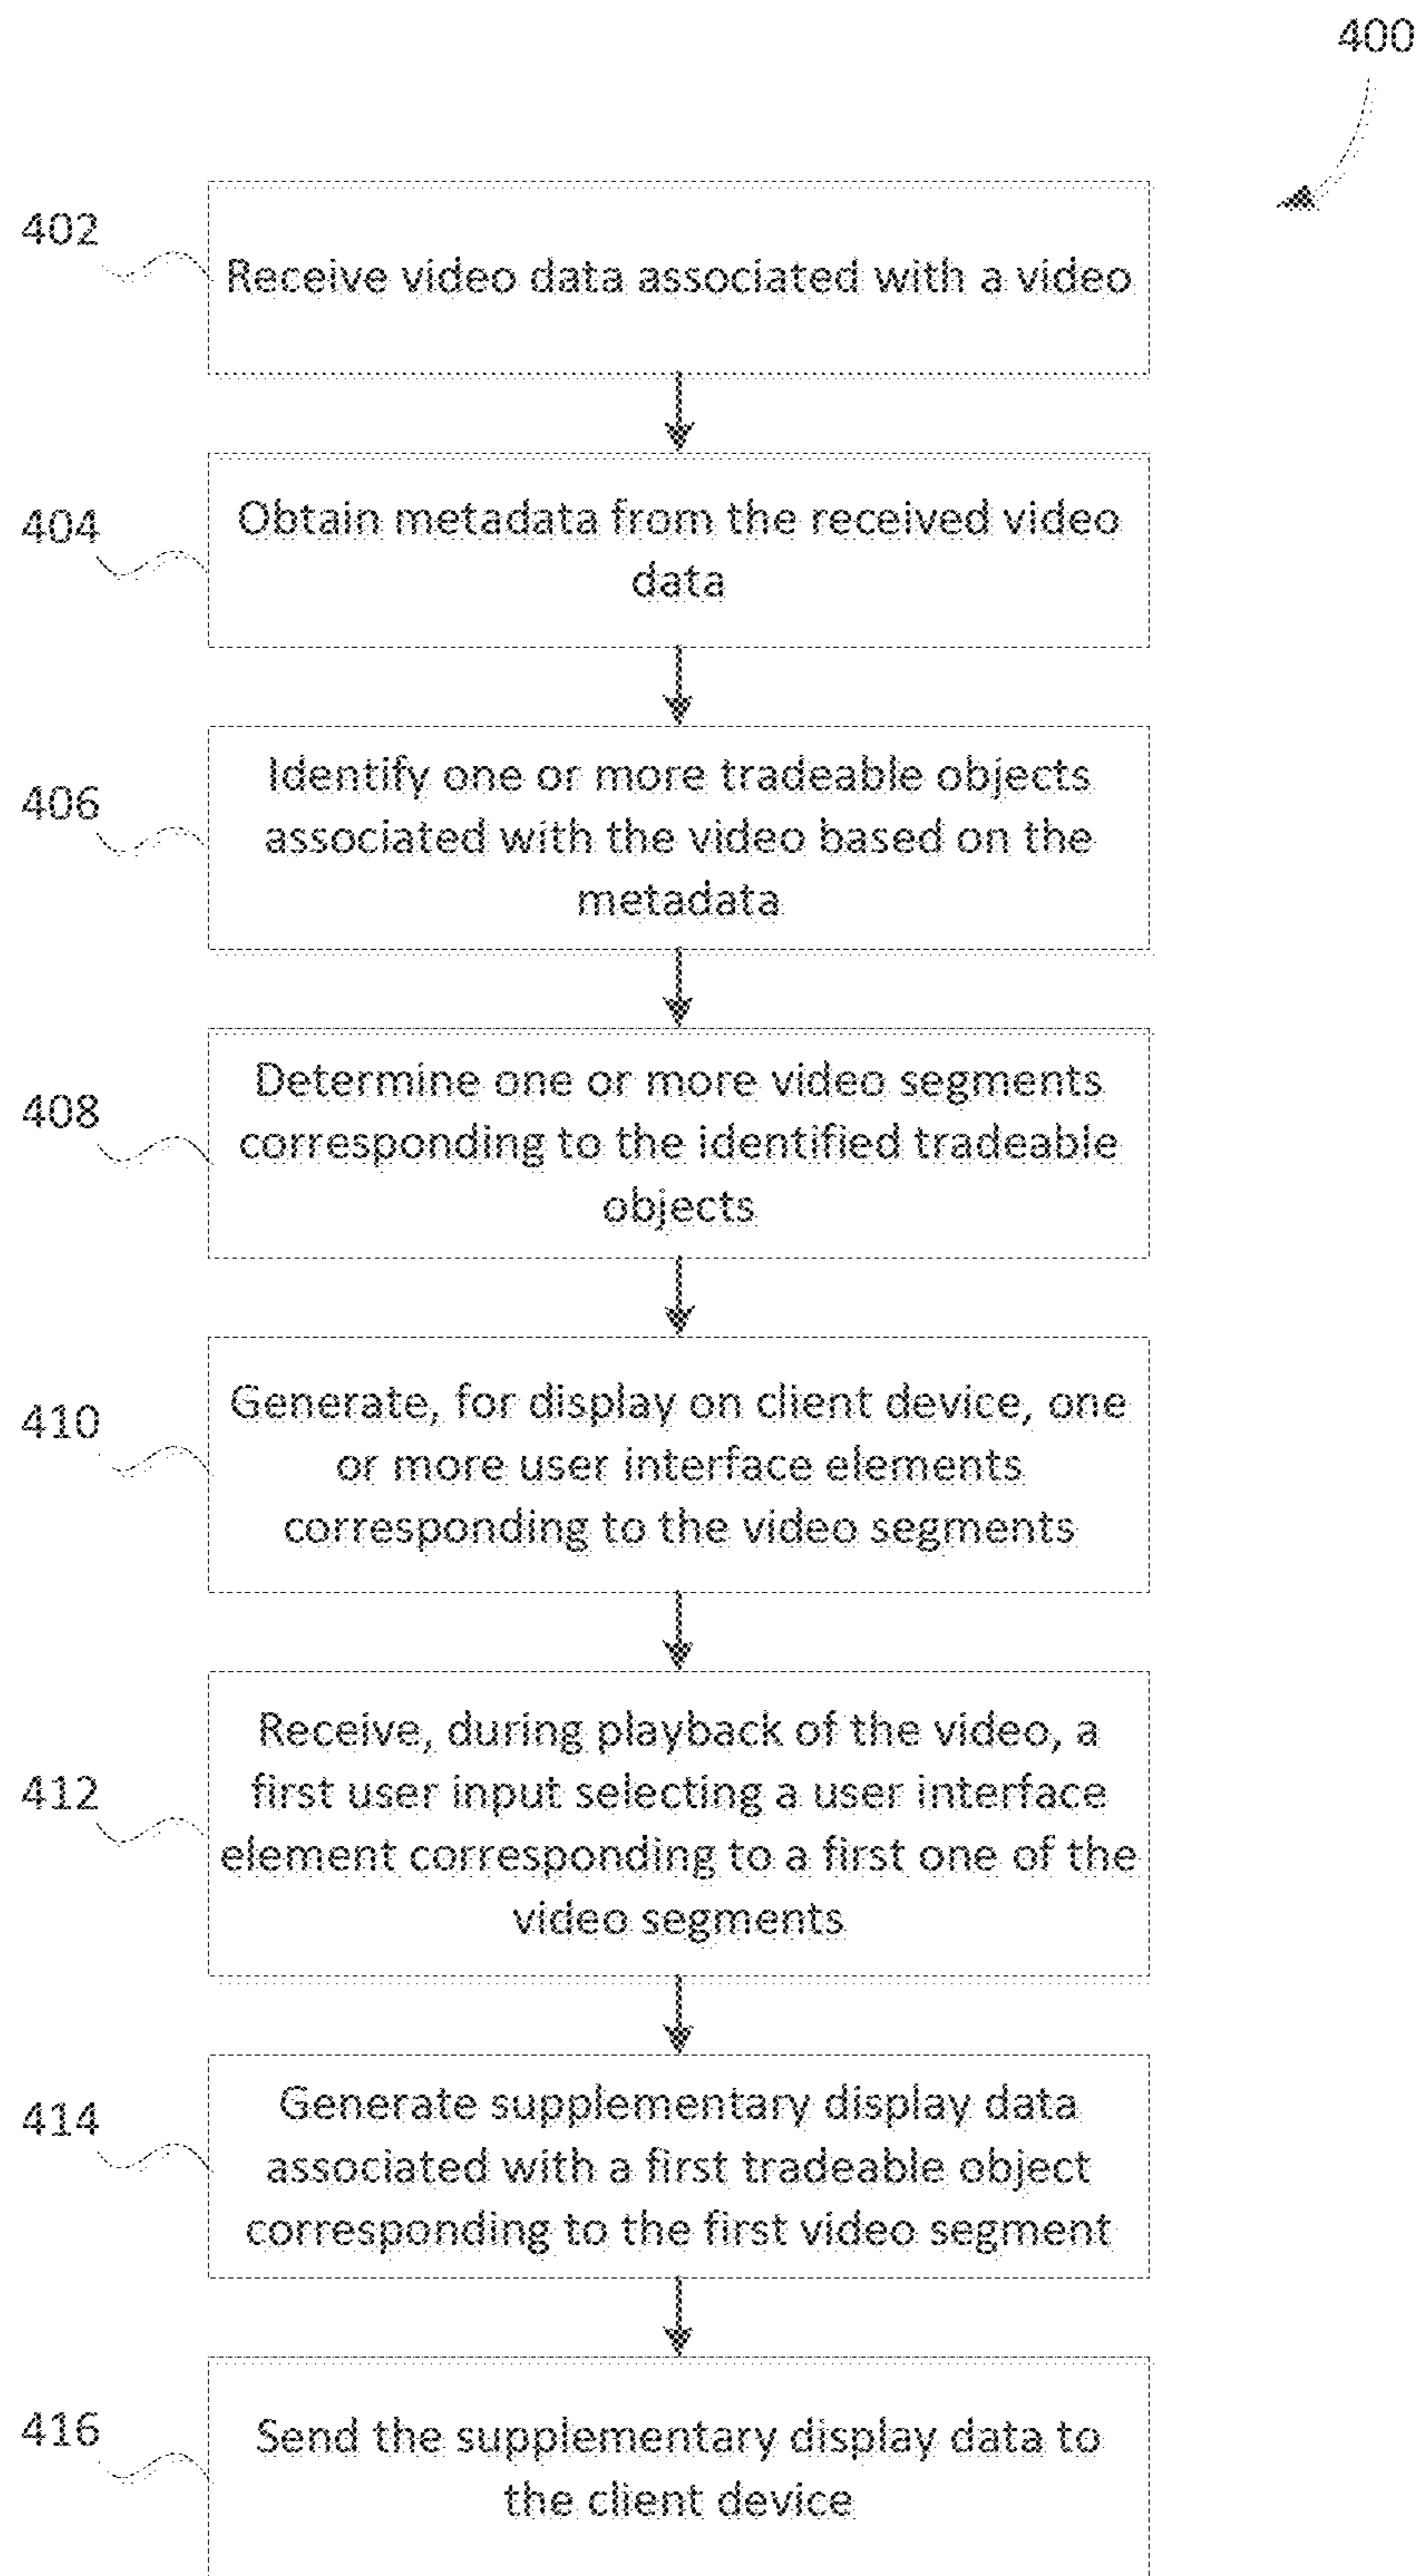 400
402
Receive video data associated with a video
404
Obtain metadata from the received video
data
406
Identify one or more tradeable objects
associated with the video based on the
metadata
408
Determine one or more video segments
corresponding to the identified tradeable
objects
410
Generate, for display on client device, one
or more user interface elements
corresponding to the video segments
412
Receive, during playback of the video, a
first user input selecting a user interface
element corresponding to a first one of the
video segments
414
Generate supplementary display data
associated with a first tradeable object
corresponding to the first video segment
416
Send the supplementary display data to
the client device